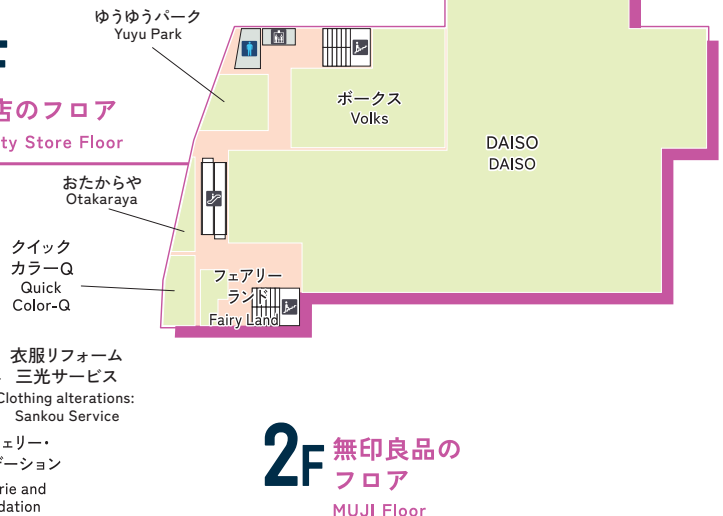 ゆうゆうパーク
Yuyu Park
店のフロア
ty Store Floor
ボークス
Volks
DAISO
DAISO
おたからや
Otakaraya
クイック
カラーQ
Quick
Color-Q
フェアリー
ランド
Fairy Land
衣服リフォーム
三光サービス
Clothing alterations:
Sankou Service
ェリー・
デーション
rie and
dation
2F
無印良品の
フロア
MUJI Floor